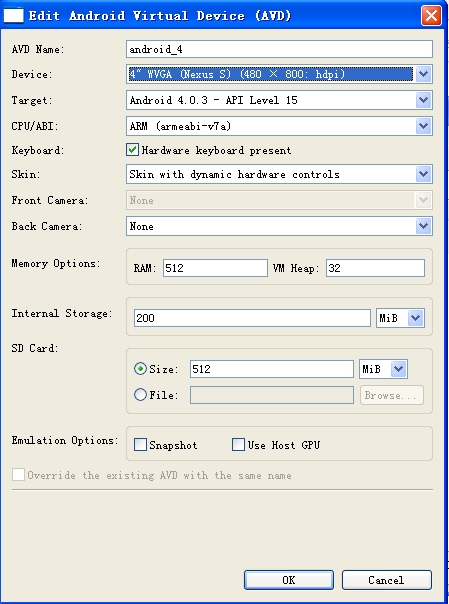 Edit Android Virtual Device (AVD)
AVD Name: android_4
Device: 4" WVGA (Nexus S) (480 × 800: hdpi)
Target: Android 4.0.3 - API Level 15
CPU/ABI: ARM (armeabi-v7a)
Keyboard: Hardware keyboard present
Skin: Skin with dynamic hardware controls
Front Camera: None
Back Camera: None
Memory Options: RAM: 512 VM Heap: 32
Internal Storage: 200 MiB
SD Card:
Size: 512 MiB
File: Browse...
Emulation Options: Snapshot Use Host GPU
Override the existing AVD with the same name
OK Cancel